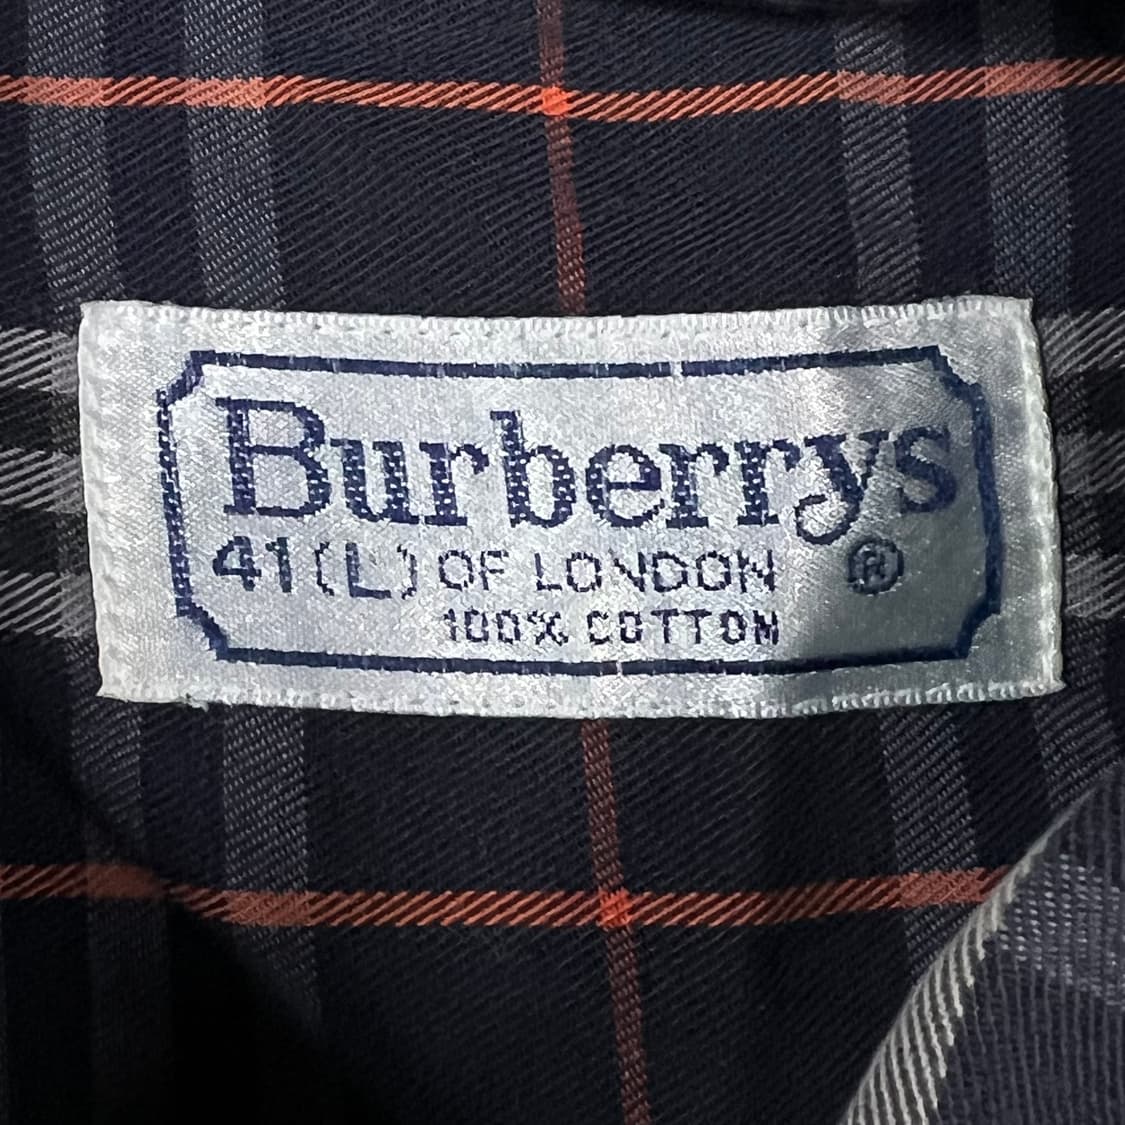 Burberrys
41(L) OF LONDON ®
100% COTTON